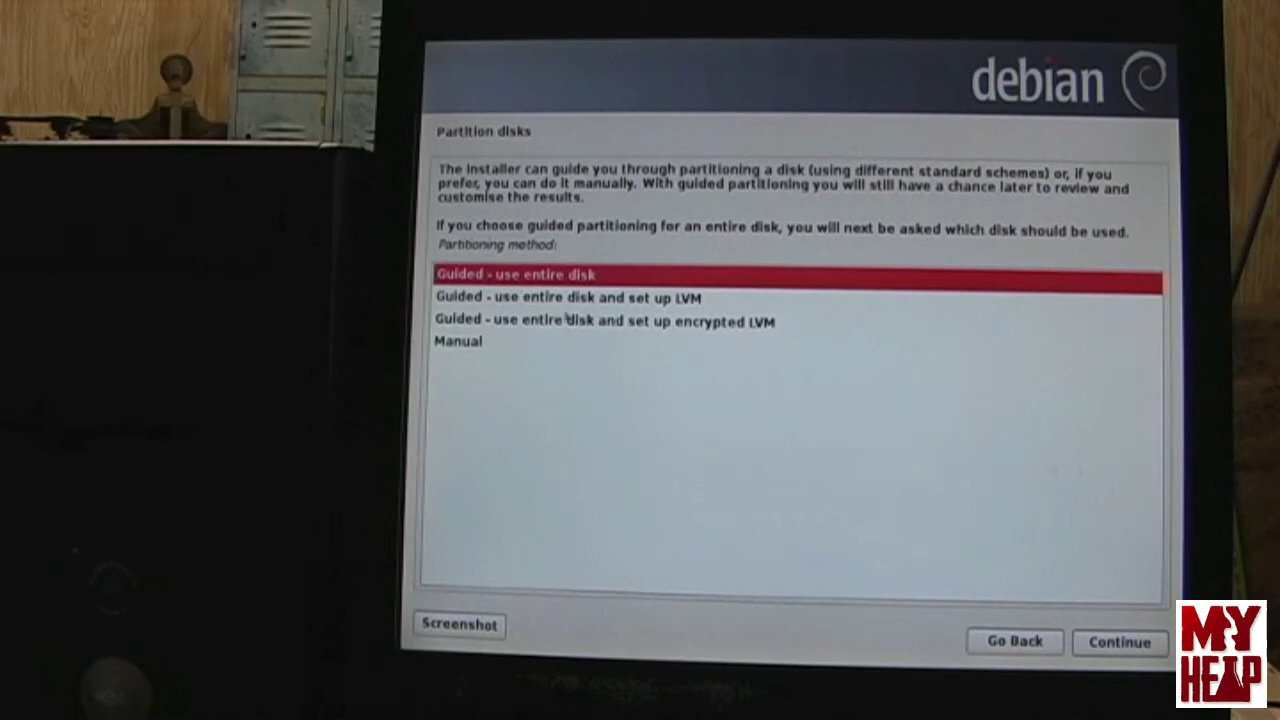 debian
Partition disks
The installer can guide you through partitioning a disk (using different standard schemes) or, if you
prefer, you can do it manually. With guided partitioning you will still have a chance later to review and
customise the results.
If you choose guided partitioning for an entire disk, you will next be asked which disk should be used.
Partitioning method:
Guided - use entire disk
Guided - use entire disk and set up LVM
Guided - use entire disk and set up encrypted LVM
Manual
Screenshot
Go Back
Continue
MY
HEAP